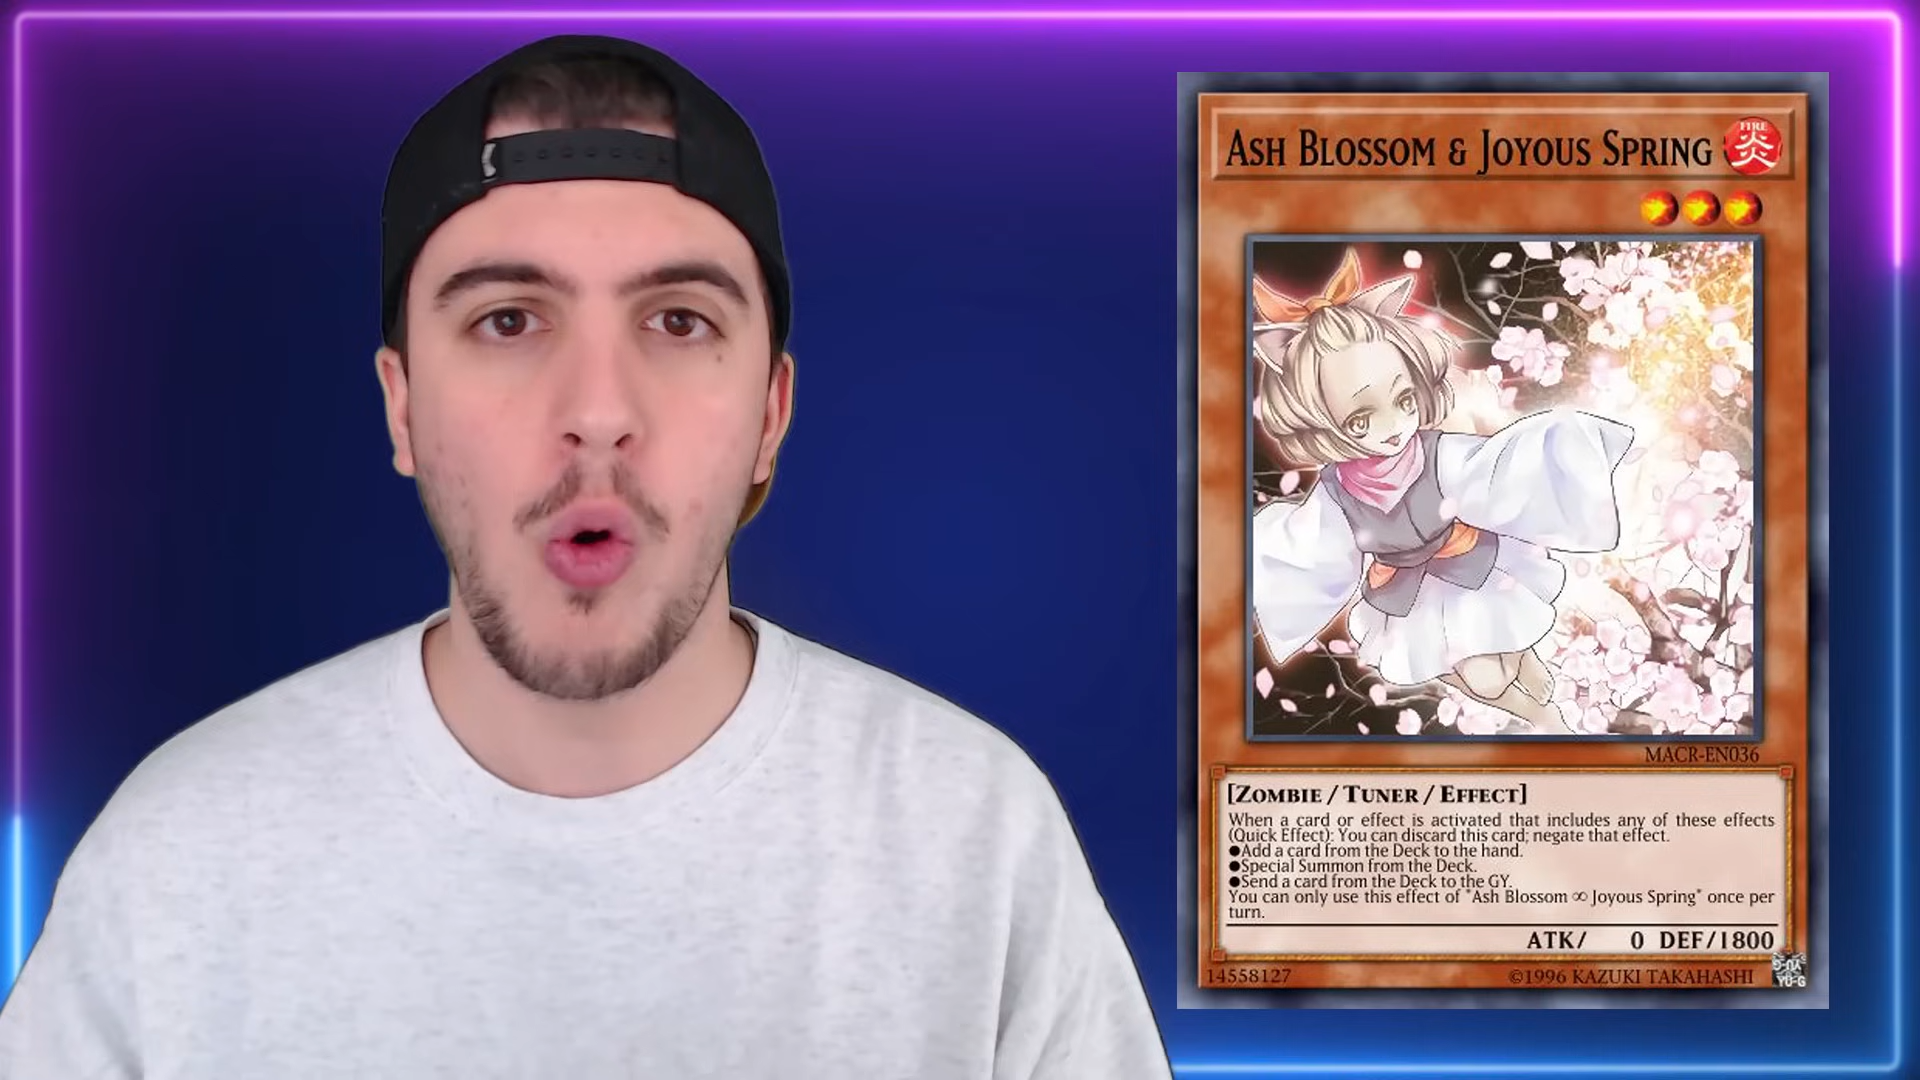 ASH BLOSSOM & JOYOUS SPRING
FIRE
炎
MACR-EN036
[ZOMBIE / TUNER / EFFECT]
When a card or effect is activated that includes any of these effects
(Quick Effect): You can discard this card; negate that effect.
●Add a card from the Deck to the hand.
●Special Summon from the Deck.
●Send a card from the Deck to the GY.
You can only use this effect of "Ash Blossom ∞ Joyous Spring" once per
turn.
ATK/ 0 DEF/1800
14558127
©1996 KAZUKI TAKAHASHI